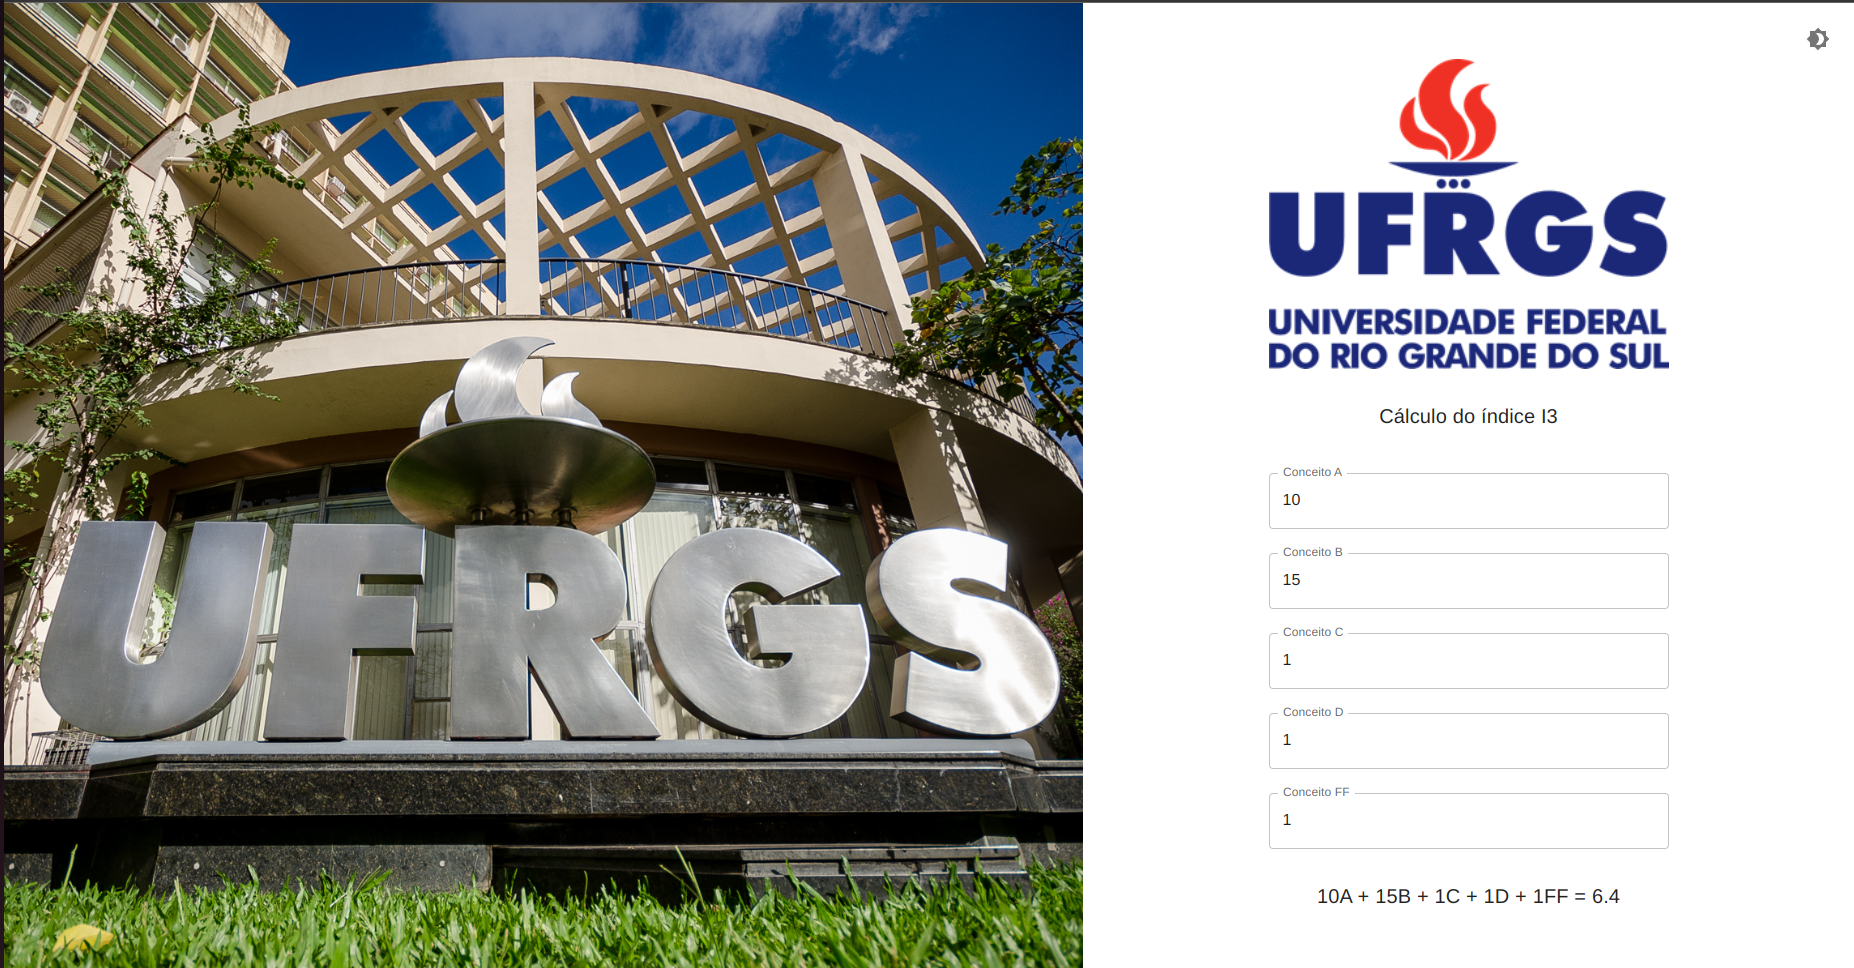 UFRGS
UFRGS
UNIVERSIDADE FEDERAL
DO RIO GRANDE DO SUL
Cálculo do índice I3
Conceito A
10
Conceito B
15
Conceito C
1
Conceito D
1
Conceito FF
1
10A + 15B + 1C + 1D + 1FF = 6.4